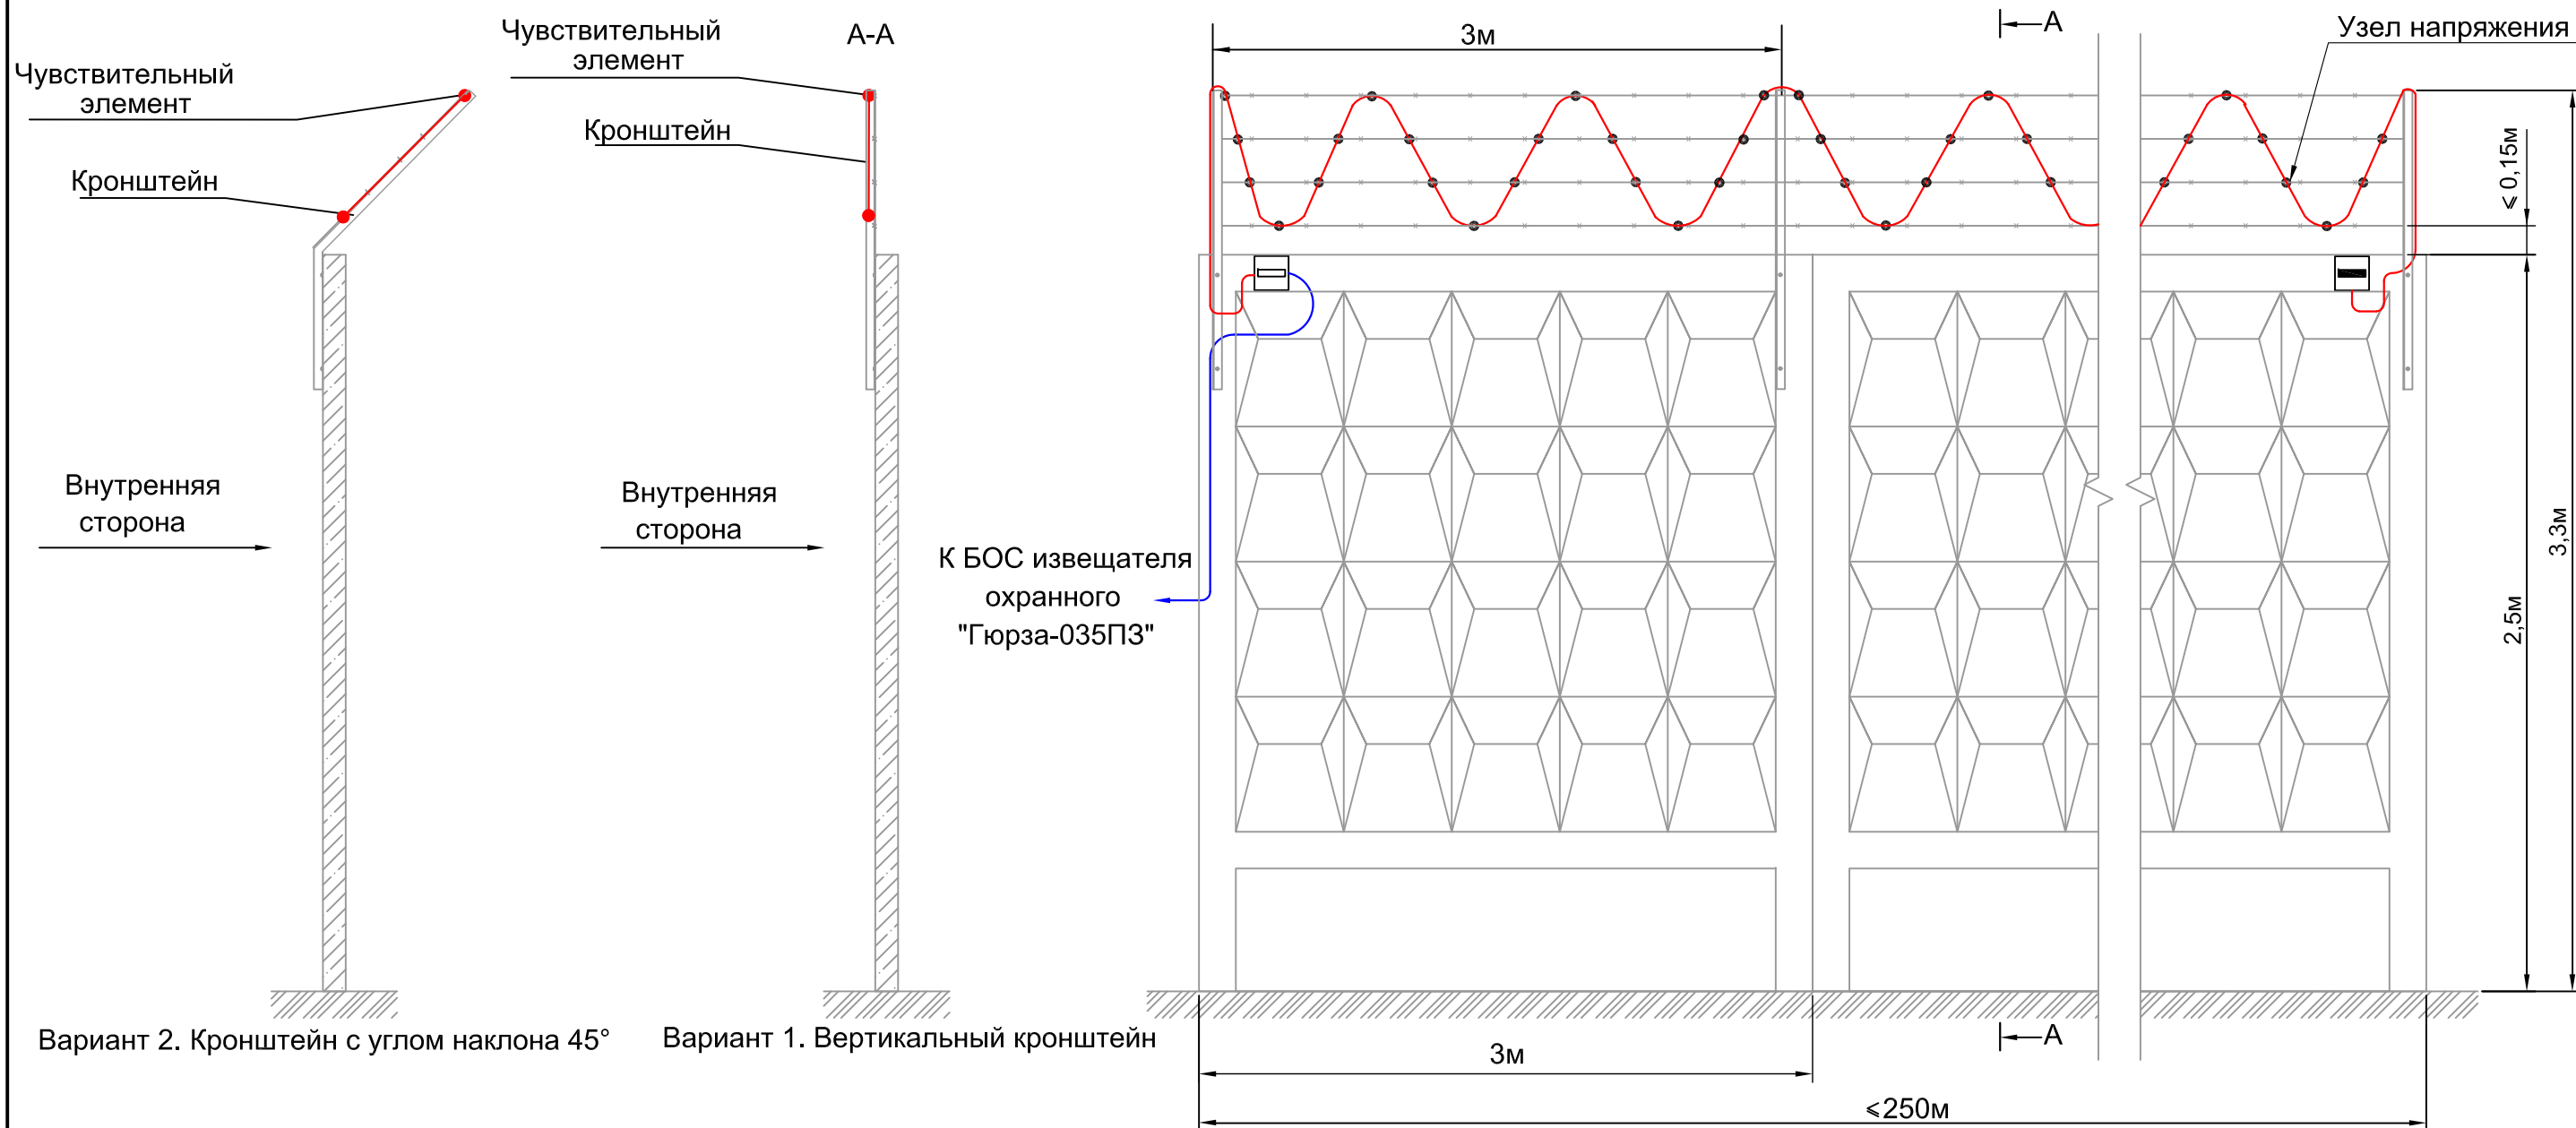 Чувствительный
элемент
Кронштейн
Внутренняя
сторона
Вариант 2. Кронштейн с углом наклона 45°
Чувствительный
элемент
А-А
Кронштейн
Внутренняя
сторона
Вариант 1. Вертикальный кронштейн
3м
А
Узел напряжения
≤ 0,15м
3,3м
2,5м
К БОС извещателя
охранного
"Гюрза-035ПЗ"
А
3м
≤250м